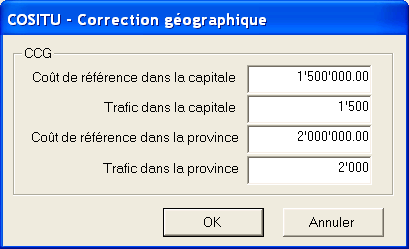 COSITU - Correction géographique
CCG
Coût de référence dans la capitale 1'500'000.00
Trafic dans la capitale 1'500
Coût de référence dans la province 2'000'000.00
Trafic dans la province 2'000
OK Annuler